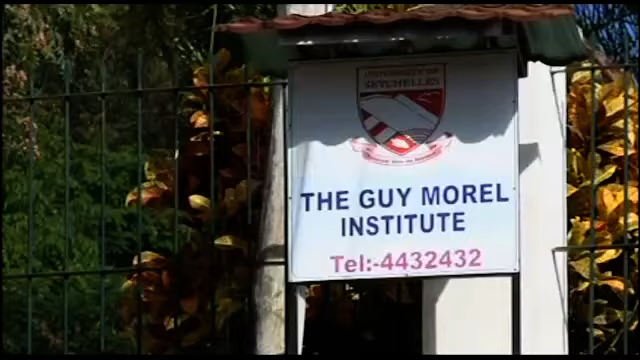 UNIVERSITY OF
SEYCHELLES
THE GUY MOREL
INSTITUTE
Tel:-4432432